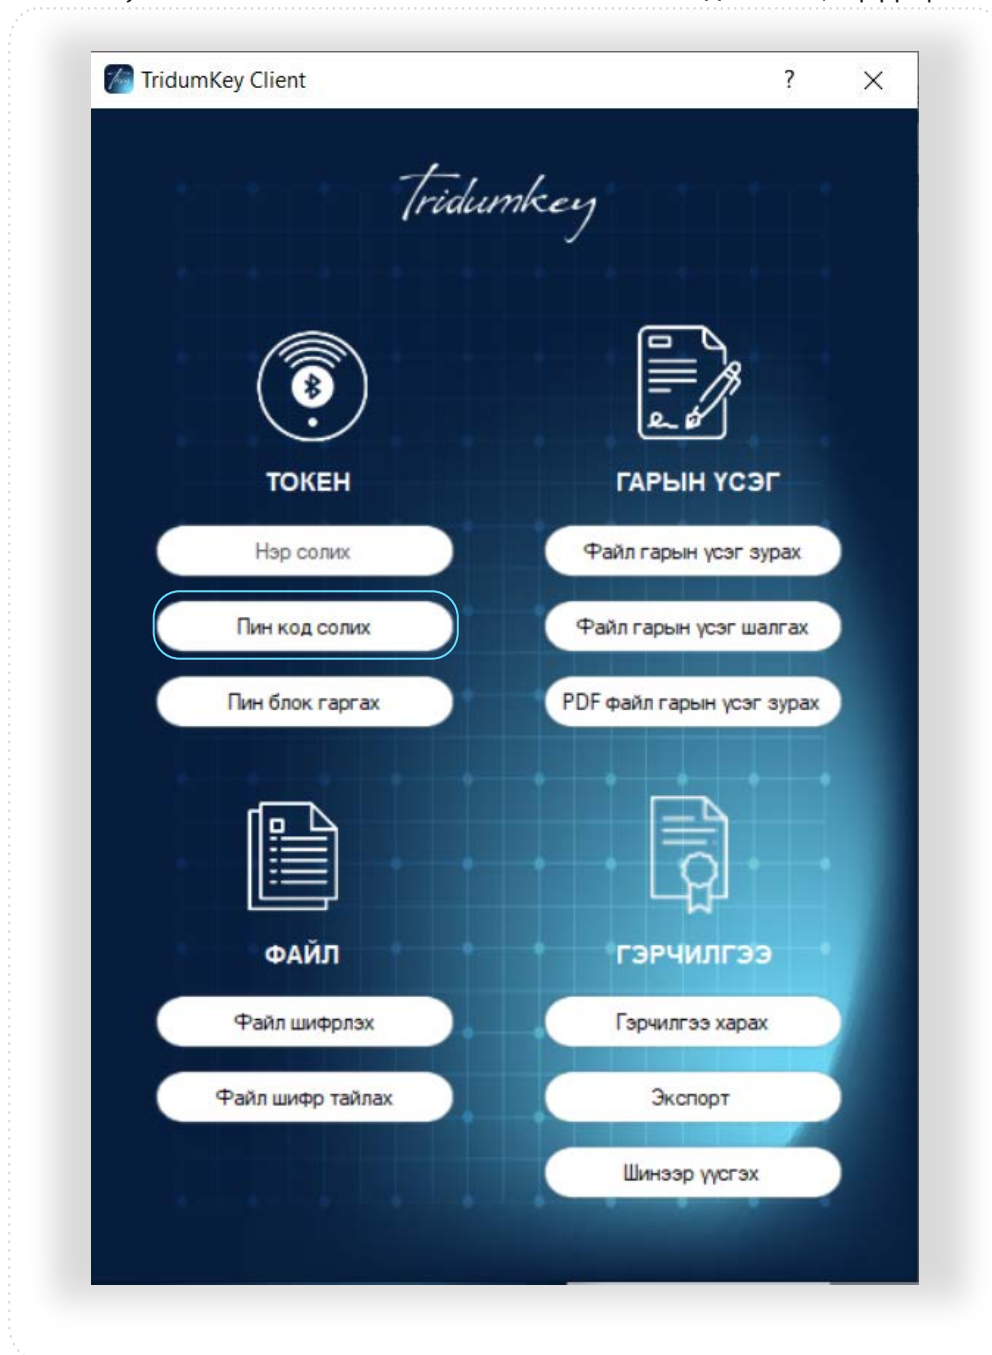 TridumKey Client ?
Tridumkey
ТОКЕН
Нэр солих
Пин код солих
Пин блок гаргах
ГАРЫН ҮСЭГ
Файл гарын үсэг зурах
Файл гарын үсэг шалгах
PDF файл гарын үсэг зурах
ФАЙЛ
Файл шифрлэх
Файл шифр тайлах
ГЭРЧИЛГЭЭ
Гэрчилгээ харах
Экспорт
Шинээр үүсгэх